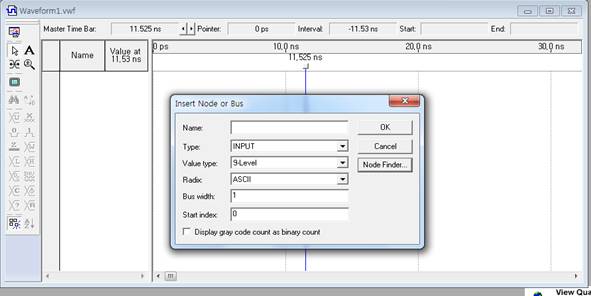 Waveform1.vwf
Master Time Bar: 11.525 ns Pointer: 0 ps Interval: -11.53 ns Start: End:
Name Value at 11.53 ns
0 ps 10.0 ns 20.0 ns 30.0 ns
11.525 ns
Insert Node or Bus
Name: OK
Type: INPUT Cancel
Value type: 9-Level Node Finder...
Radix: ASCII
Bus width: 1
Start index: 0
Display gray code count as binary count
View Qua